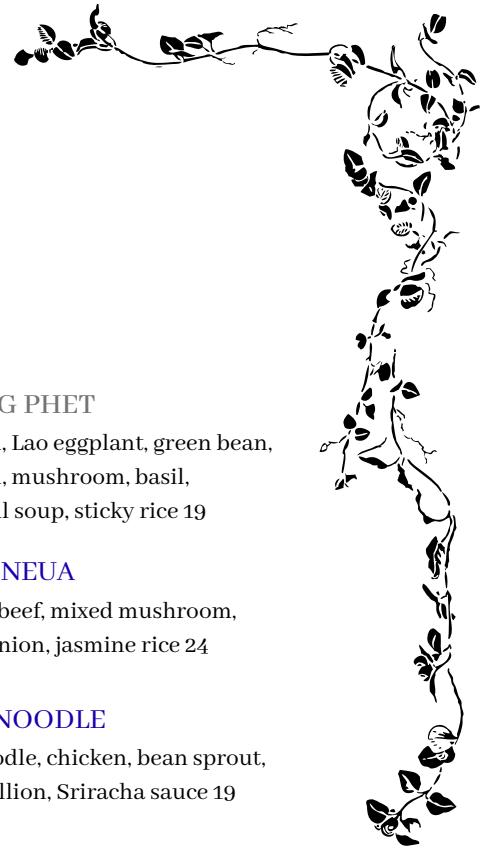 G PHET
, Lao eggplant, green bean,
, mushroom, basil,
l soup, sticky rice 19
NEUA
beef, mixed mushroom,
nion, jasmine rice 24
NOODLE
odle, chicken, bean sprout,
llion, Sriracha sauce 19